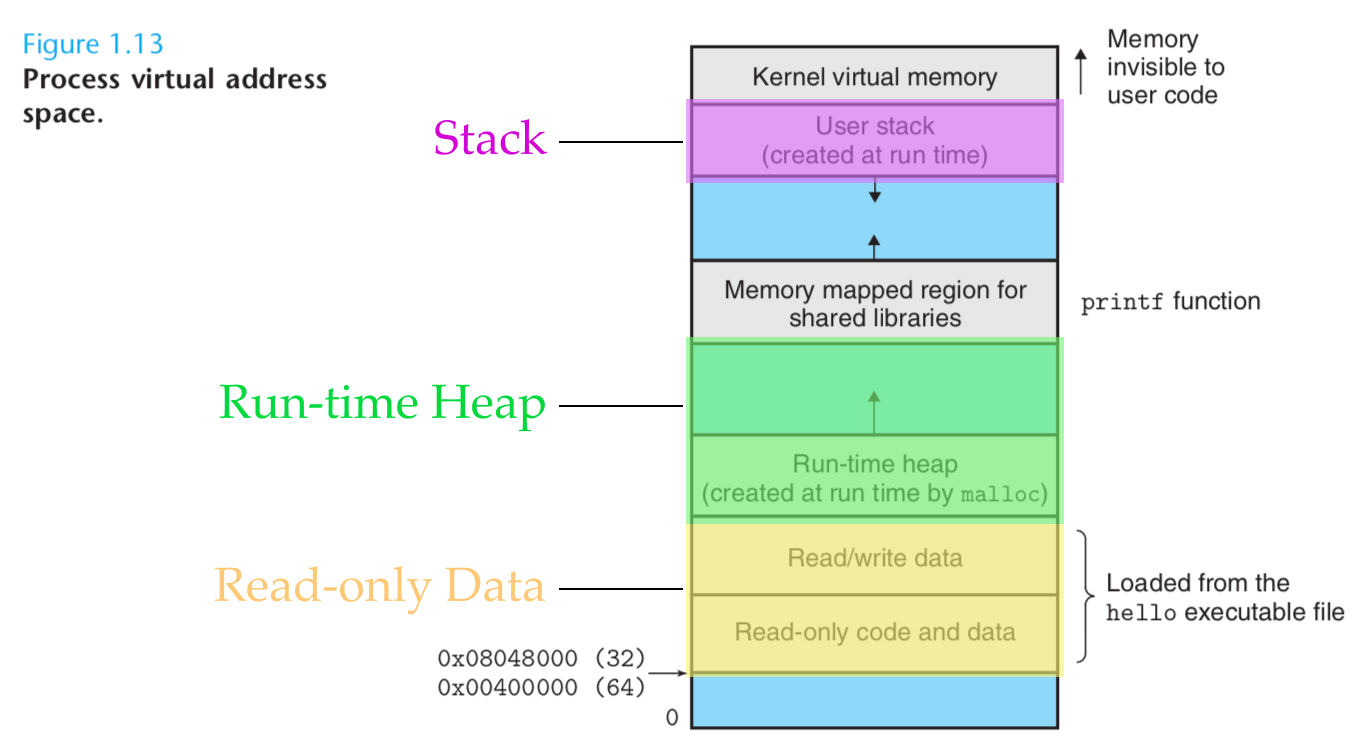 Figure 1.13
Process virtual address
space.
Kernel virtual memory
Memory
invisible to
user code
Stack
User stack
(created at run time)
Memory mapped region for
shared libraries
printf function
Run-time Heap
Run-time heap
(created at run time by malloc)
Read-only Data
Read/write data
Read-only code and data
Loaded from the
hello executable file
0x08048000 (32)
0x00400000 (64)
0